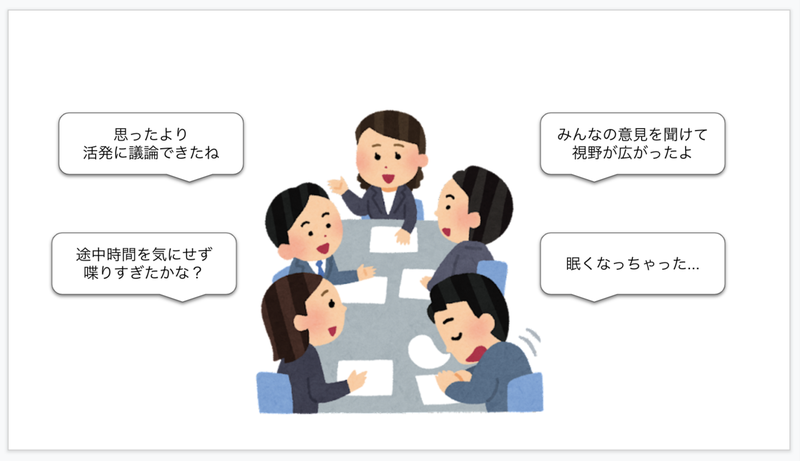 思ったより
活発に議論できたね
みんなの意見を聞けて
視野が広がったよ
途中時間を気にせず
喋りすぎたかな？
眠くなっちゃった...